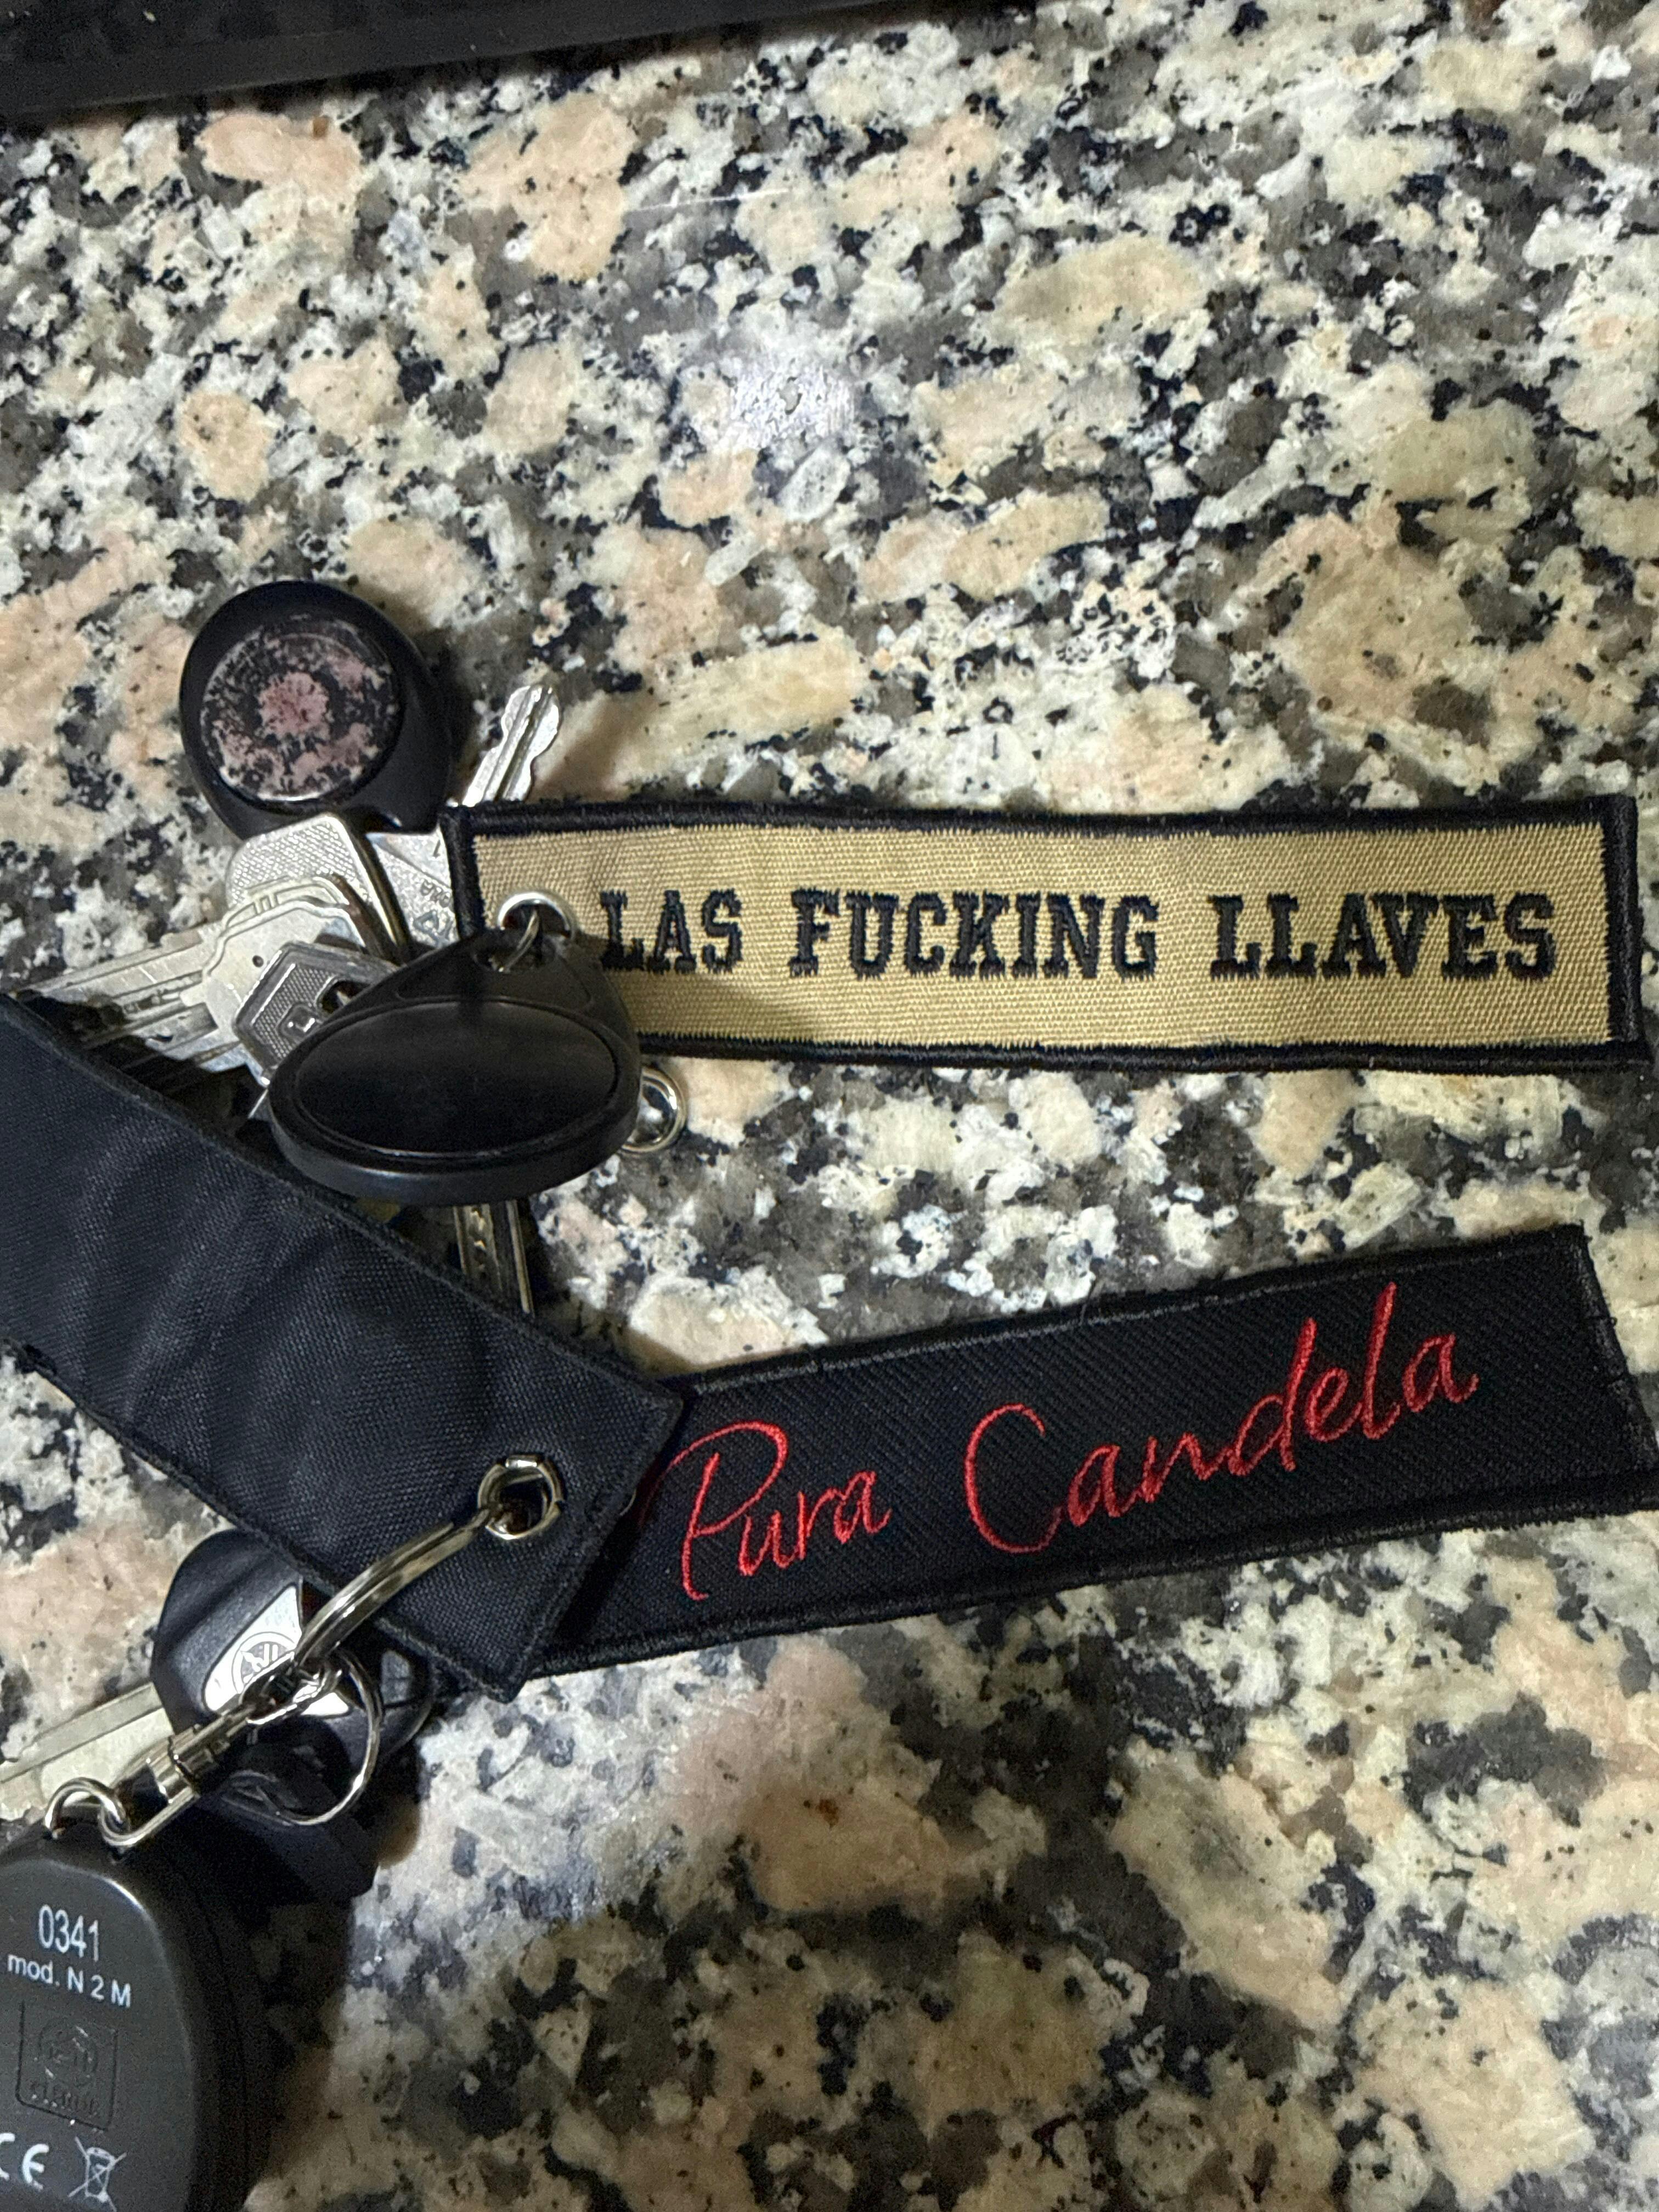 LAS FUCKING LLAVES
Pura Candela
0341
mod. N 2 M
CE